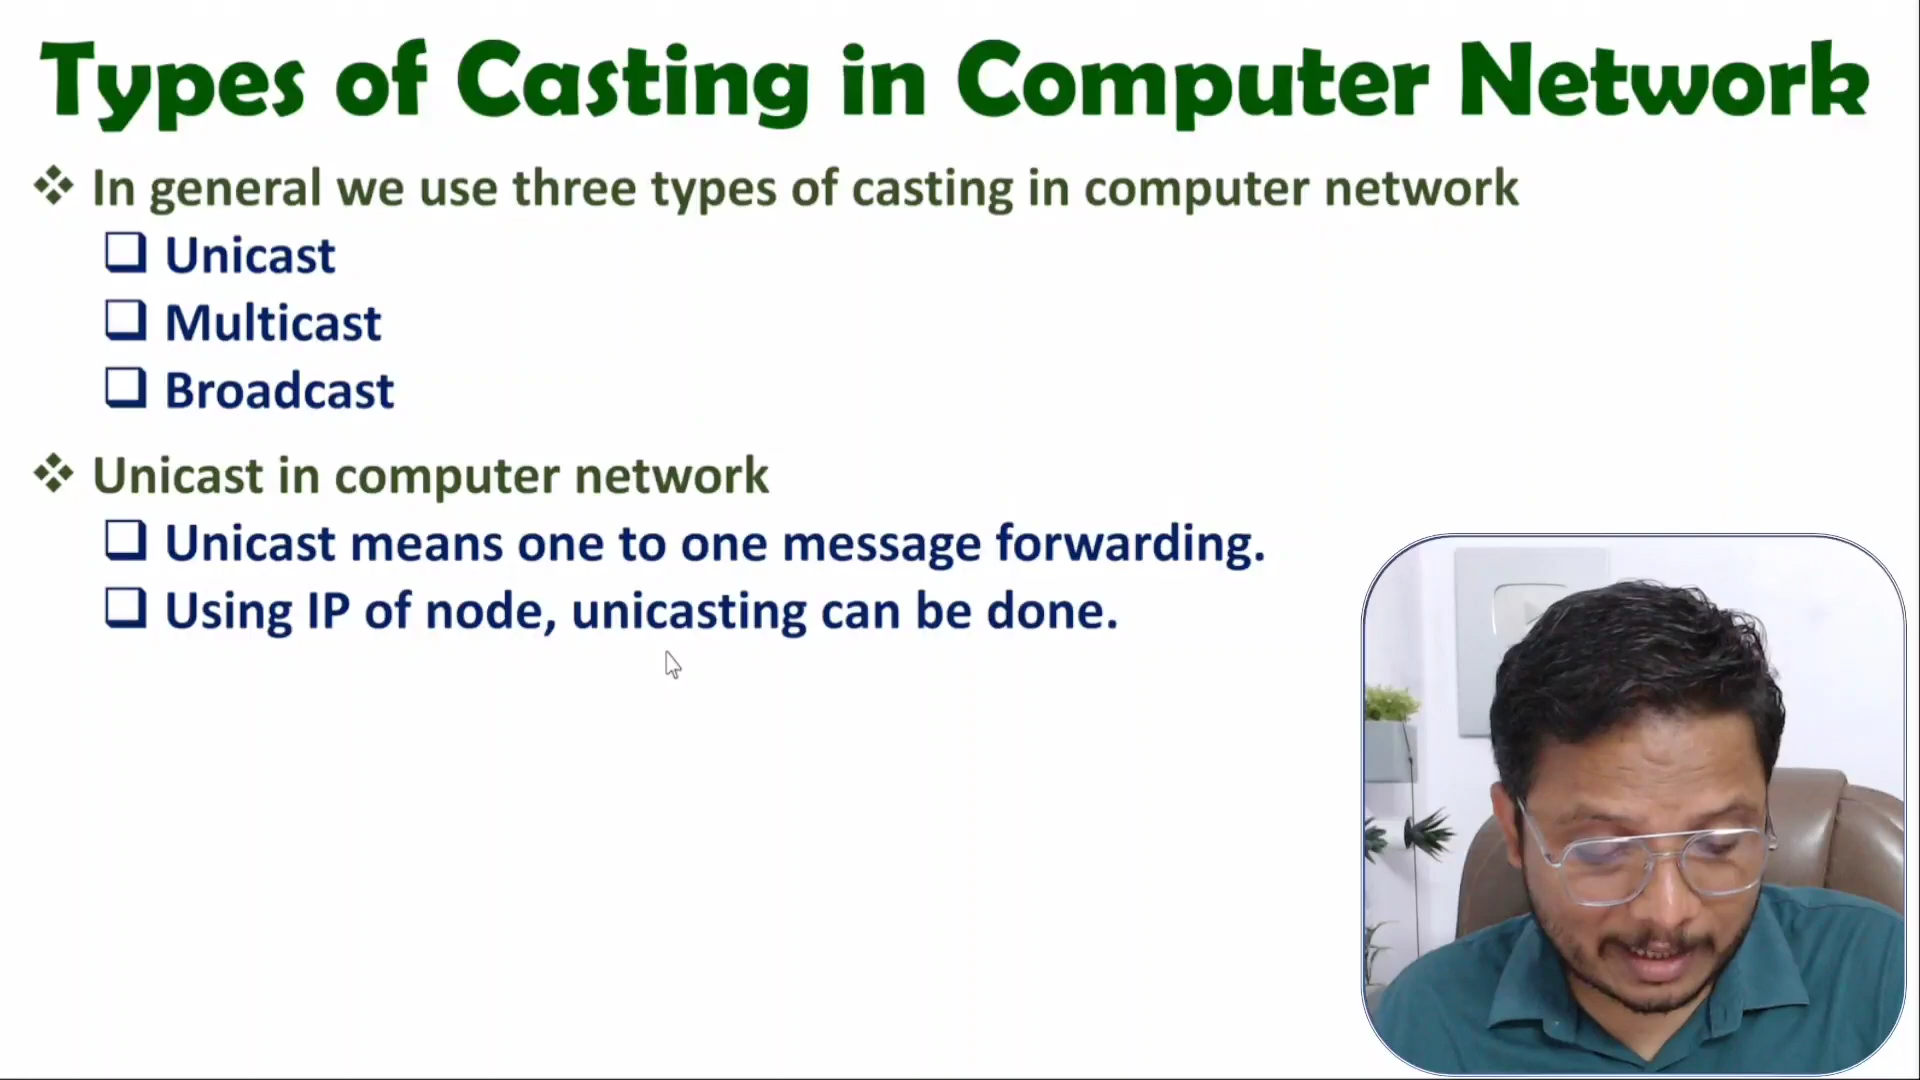 Types of Casting in Computer Network
In general we use three types of casting in computer network
Unicast
Multicast
Broadcast
Unicast in computer network
Unicast means one to one message forwarding.
Using IP of node, unicasting can be done.